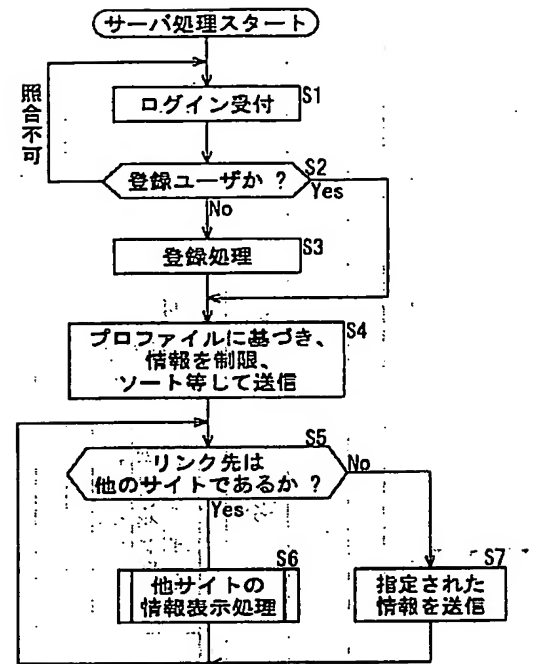 サーバ処理スタート
照合不可
ログイン受付
S1
登録ユーザか ?
S2
Yes
No
登録処理
S3
プロファイルに基づき、
情報を制限、
ソート等して送信
S4
リンク先は
他のサイトであるか ?
S5
No
Yes
S6
他サイトの
情報表示処理
S7
指定された
情報を送信